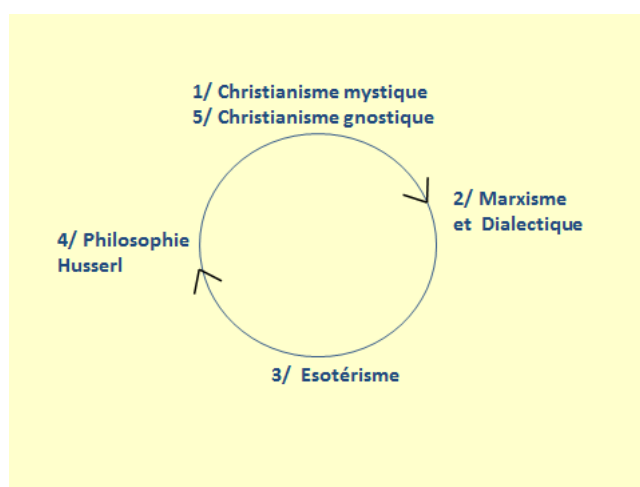 1/ Christianisme mystique
5/ Christianisme gnostique
2/ Marxisme
et Dialectique
4/ Philosophie
Husserl
3/ Esotérisme